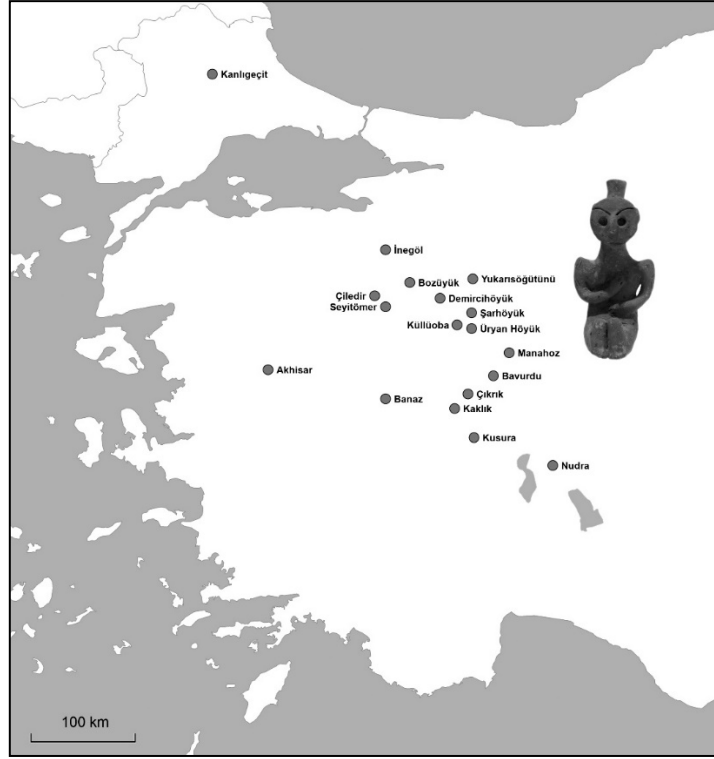 Kanlıgeçit
İnegöl
Bozüyük
Yukarısöğütünü
Çiledir
Demircihöyük
Seyitömer
Şarhöyük
Küllüoba
Üryan Höyük
Manahoz
Akhisar
Bavurdu
Çıkrık
Banaz
Kaklık
Kusura
Nudra
100 km